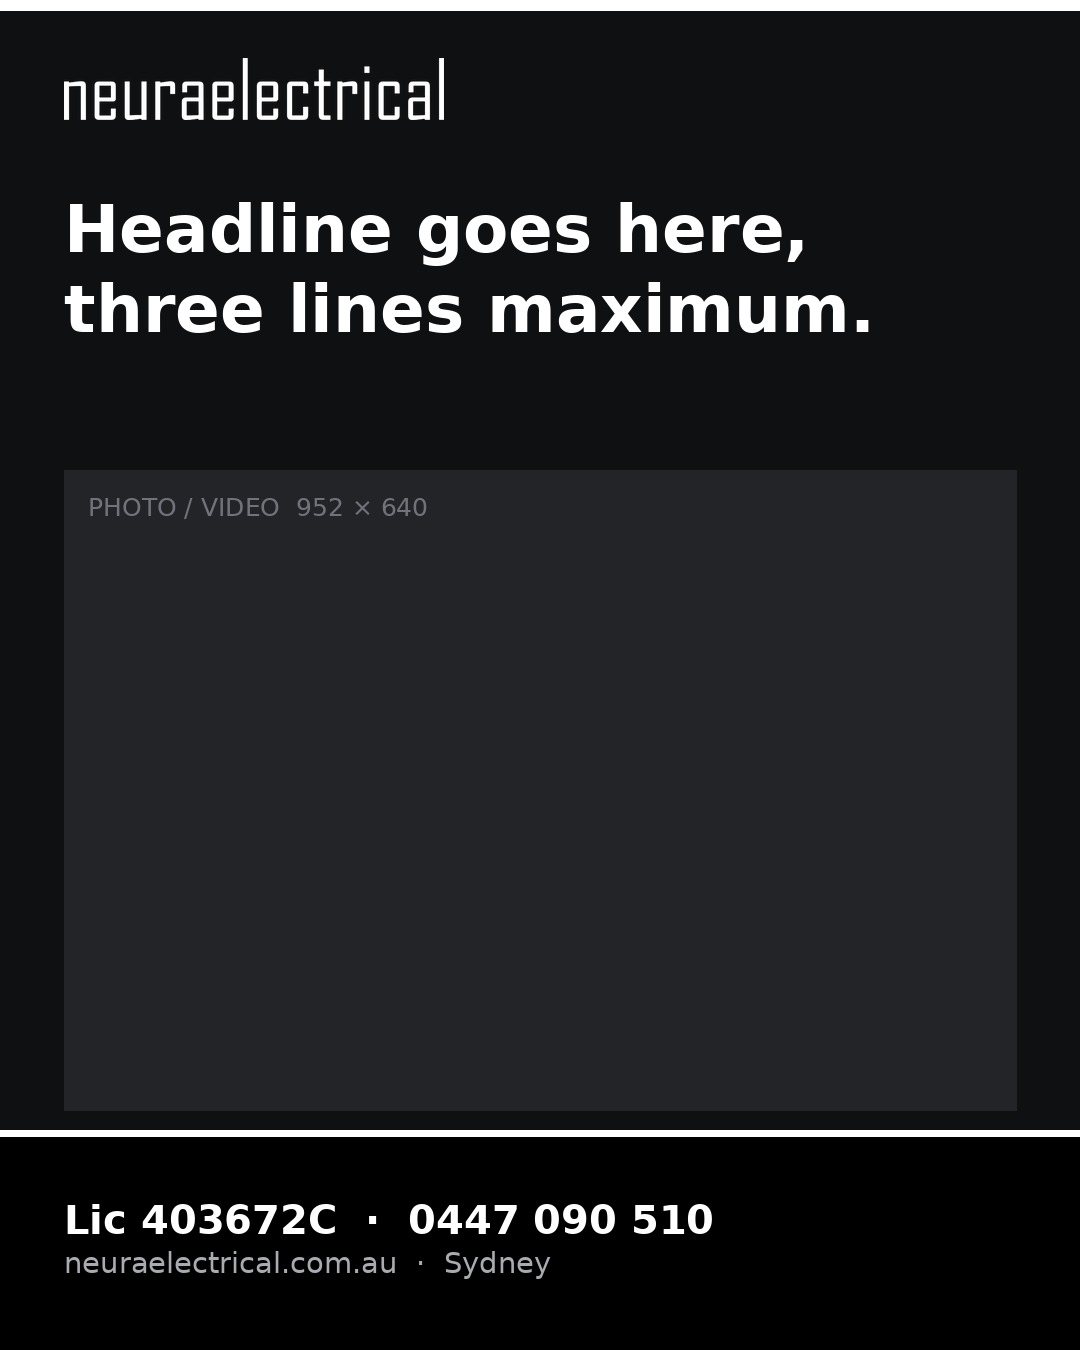 neuraelectrical
Headline goes here,
three lines maximum.
PHOTO / VIDEO 952 × 640
Lic 403672C · 0447 090 510
neuraelectrical.com.au · Sydney